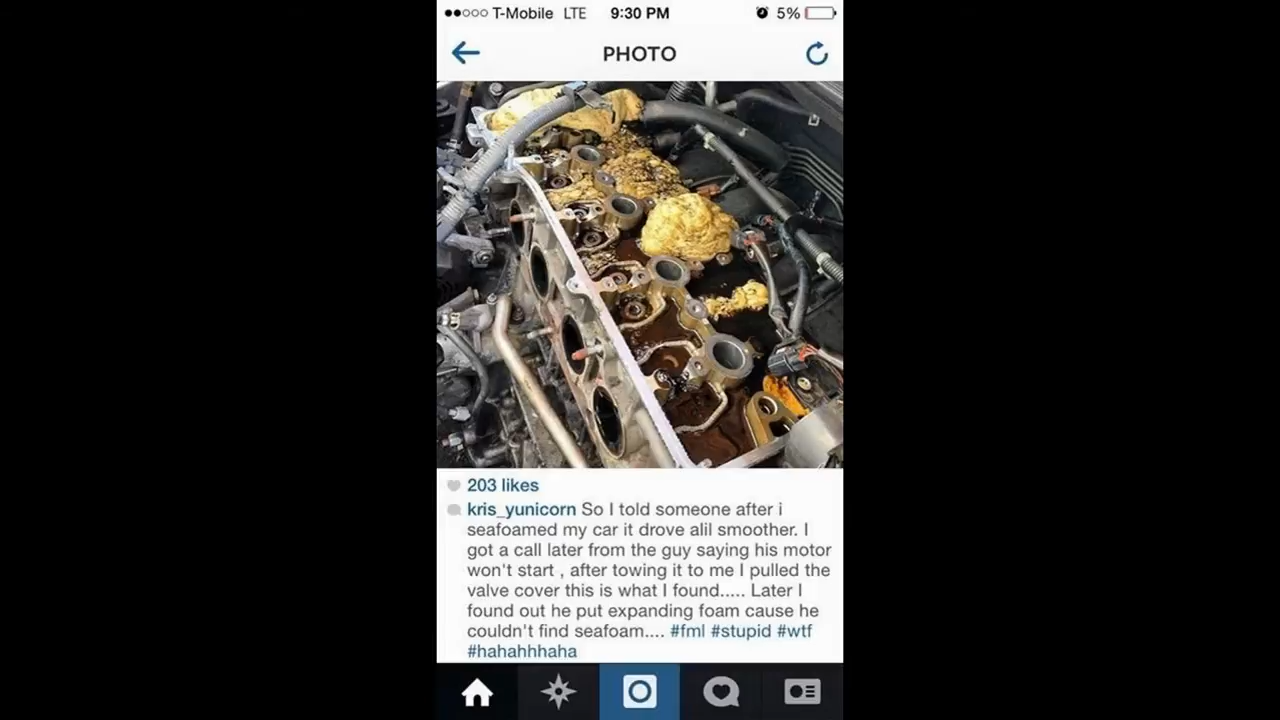 T-Mobile LTE 9:30 PM 5%
PHOTO
203 likes
kris_yunicorn So I told someone after i
seafoamed my car it drove alil smoother. I
got a call later from the guy saying his motor
won't start , after towing it to me I pulled the
valve cover this is what I found..... Later I
found out he put expanding foam cause he
couldn't find seafoam.... #fml #stupid #wtf
#hahahhhaha